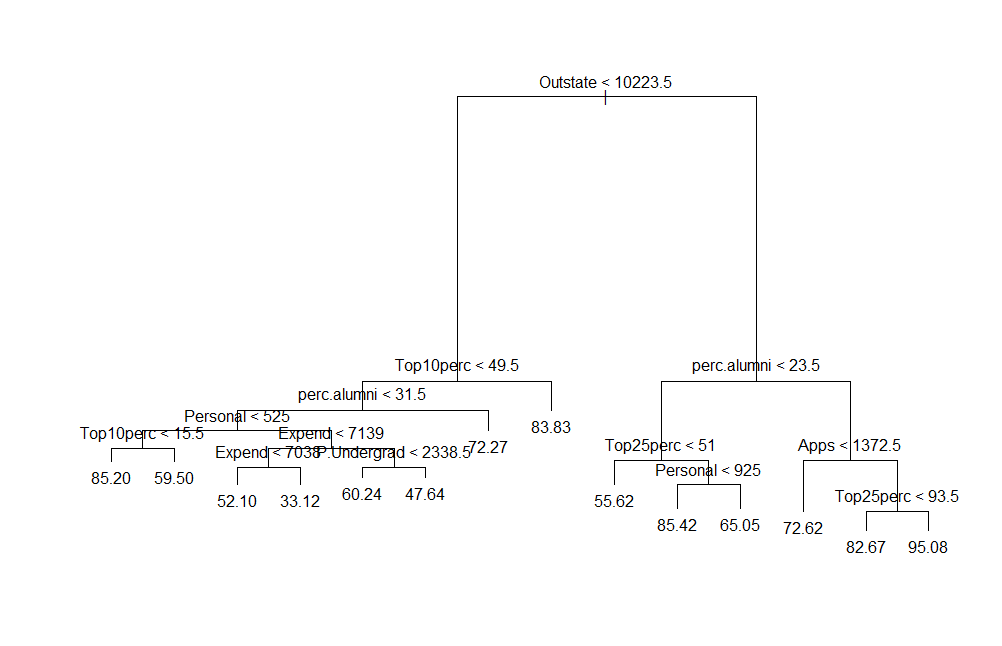 Outstate < 10223.5
Top10perc < 49.5
perc.alumni < 23.5
perc.alumni < 31.5
Personal < 525
83.83
Top10perc < 15.5
Expend < 7139
72.27
Top25perc < 51
Apps < 1372.5
Expend < 7038
P.Undergrad < 2338.5
Personal < 925
85.20
59.50
52.10
33.12
60.24
47.64
55.62
Top25perc < 93.5
85.42
65.05
72.62
82.67
95.08